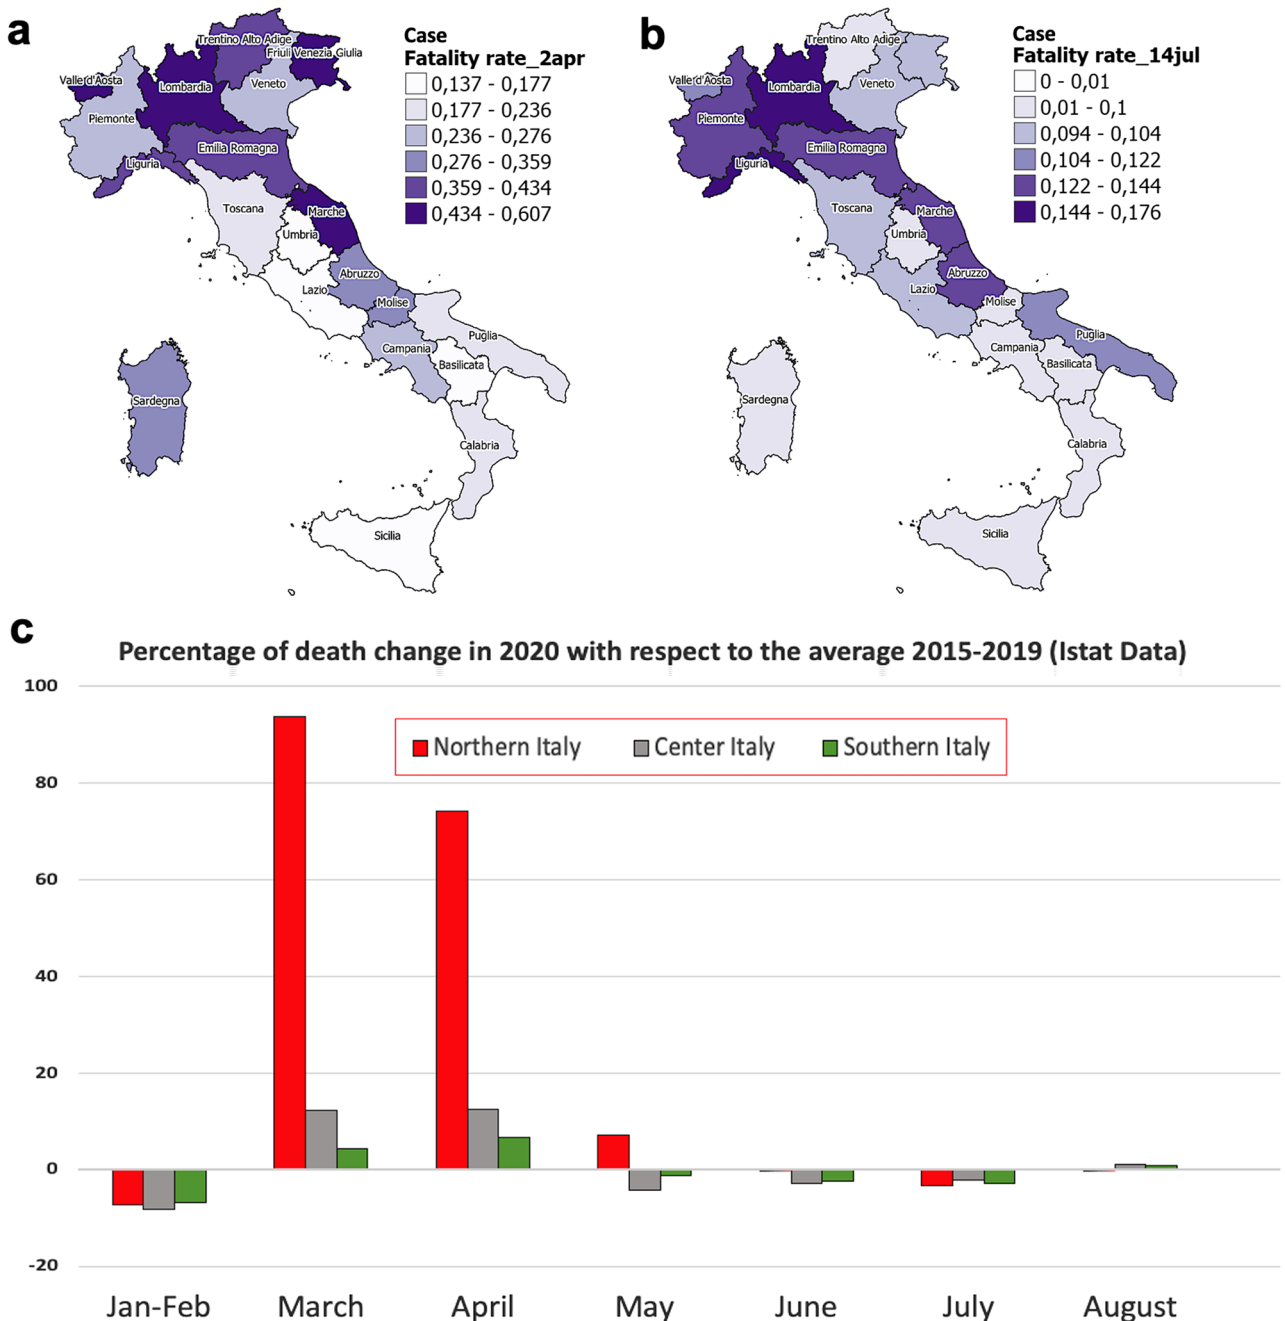 a
Case
Fatality rate_2apr
0,137 - 0,177
0,177 - 0,236
0,236 - 0,276
0,276 - 0,359
0,359 - 0,434
0,434 - 0,607
Trentino Alto Adige
Friuli Venezia Giulia
Valle d'Aosta
Lombardia
Veneto
Piemonte
Emilia Romagna
Liguria
Toscana
Marche
Umbria
Abruzzo
Lazio
Molise
Puglia
Campania
Basilicata
Sardegna
Calabria
Sicilia
b
Case
Fatality rate_14jul
0 - 0,01
0,01 - 0,1
0,094 - 0,104
0,104 - 0,122
0,122 - 0,144
0,144 - 0,176
Trentino Alto Adige
Valle d'Aosta
Lombardia
Veneto
Piemonte
Emilia Romagna
Liguria
Toscana
Marche
Umbria
Abruzzo
Lazio
Molise
Puglia
Campania
Basilicata
Sardegna
Calabria
Sicilia
c
Percentage of death change in 2020 with respect to the average 2015-2019 (Istat Data)
Northern Italy Center Italy Southern Italy
100
80
60
40
20
0
-20
Jan-Feb March April May June July August